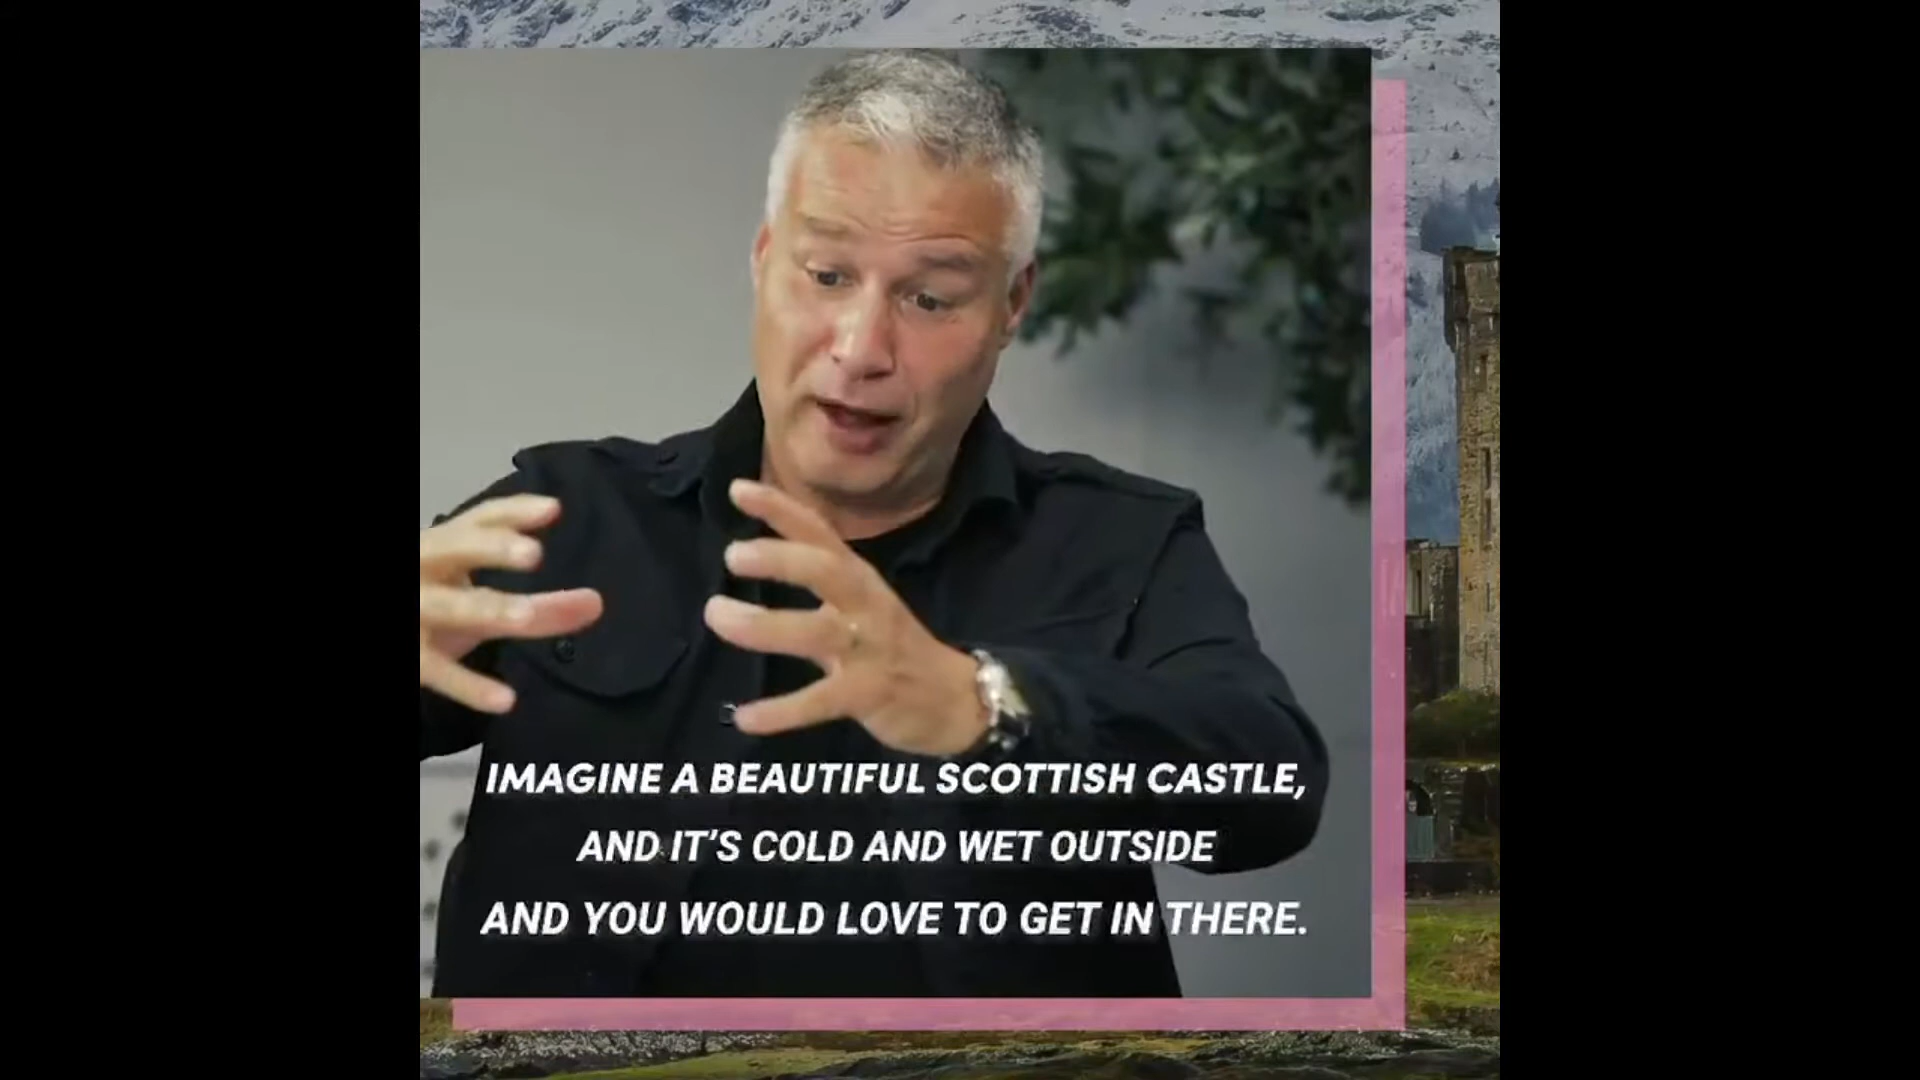 IMAGINE A BEAUTIFUL SCOTTISH CASTLE,
AND IT'S COLD AND WET OUTSIDE
AND YOU WOULD LOVE TO GET IN THERE.